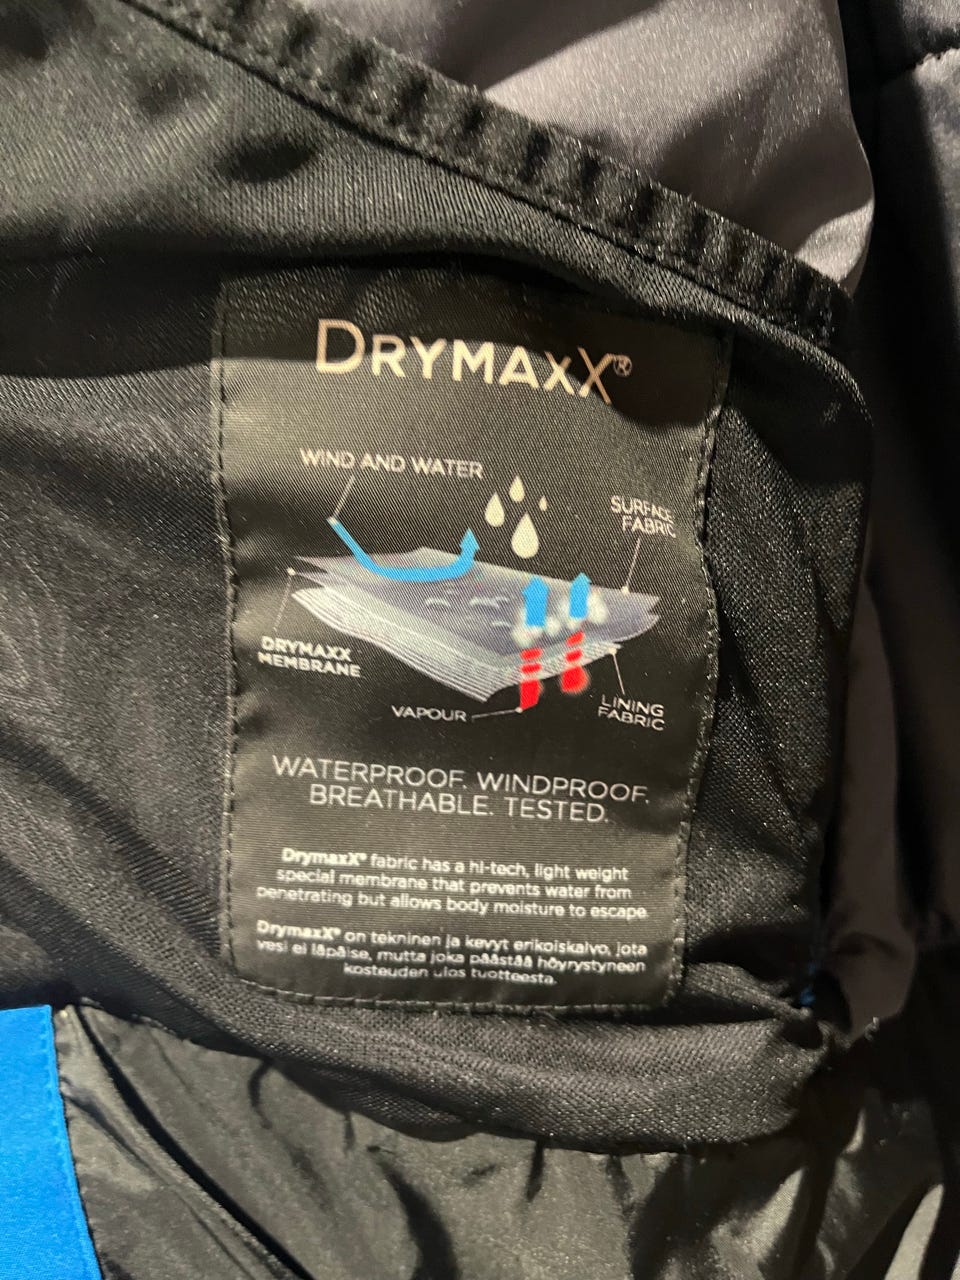 DRYMAXX®
WIND AND WATER
SURFACE
FABRIC
DRYMAXX
MEMBRANE
VAPOUR
LINING
FABRIC
WATERPROOF. WINDPROOF.
BREATHABLE. TESTED.
DrymaxX® fabric has a hi-tech, light weight
special membrane that prevents water from
penetrating but allows body moisture to escape.
DrymaxX® on tekninen ja kevyt erikoiskalvo, jota
vesi ei läpäise, mutta joka päästää höyrystyneen
kosteuden ulos tuotteesta.